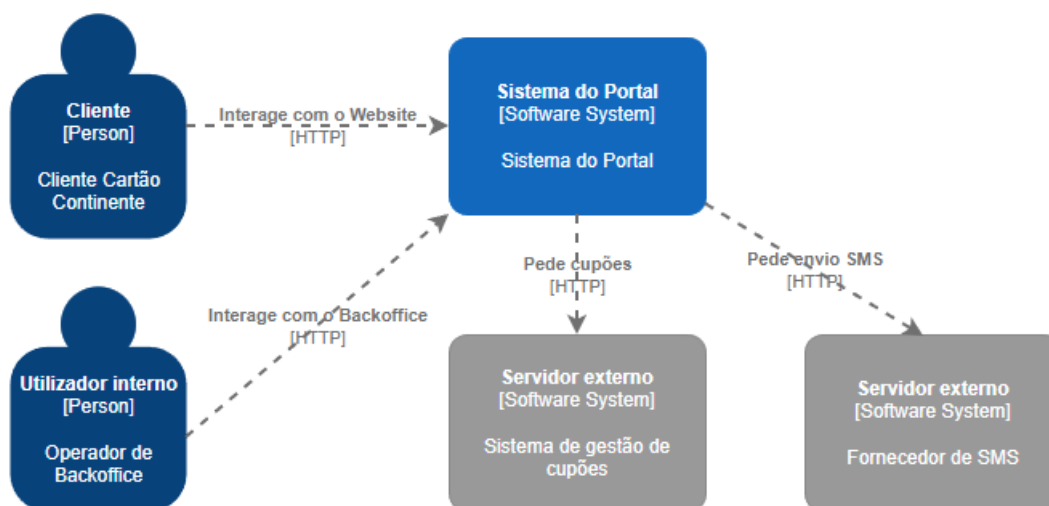 Cliente
[Person]
Cliente Cartão
Continente
Interage com o Website
[HTTP]
Sistema do Portal
[Software System]
Sistema do Portal
Pede cupões
[HTTP]
Pede envio SMS
[HTTP]
Interage com o Backoffice
[HTTP]
Utilizador interno
[Person]
Operador de
Backoffice
Servidor externo
[Software System]
Sistema de gestão de
cupões
Servidor externo
[Software System]
Fornecedor de SMS